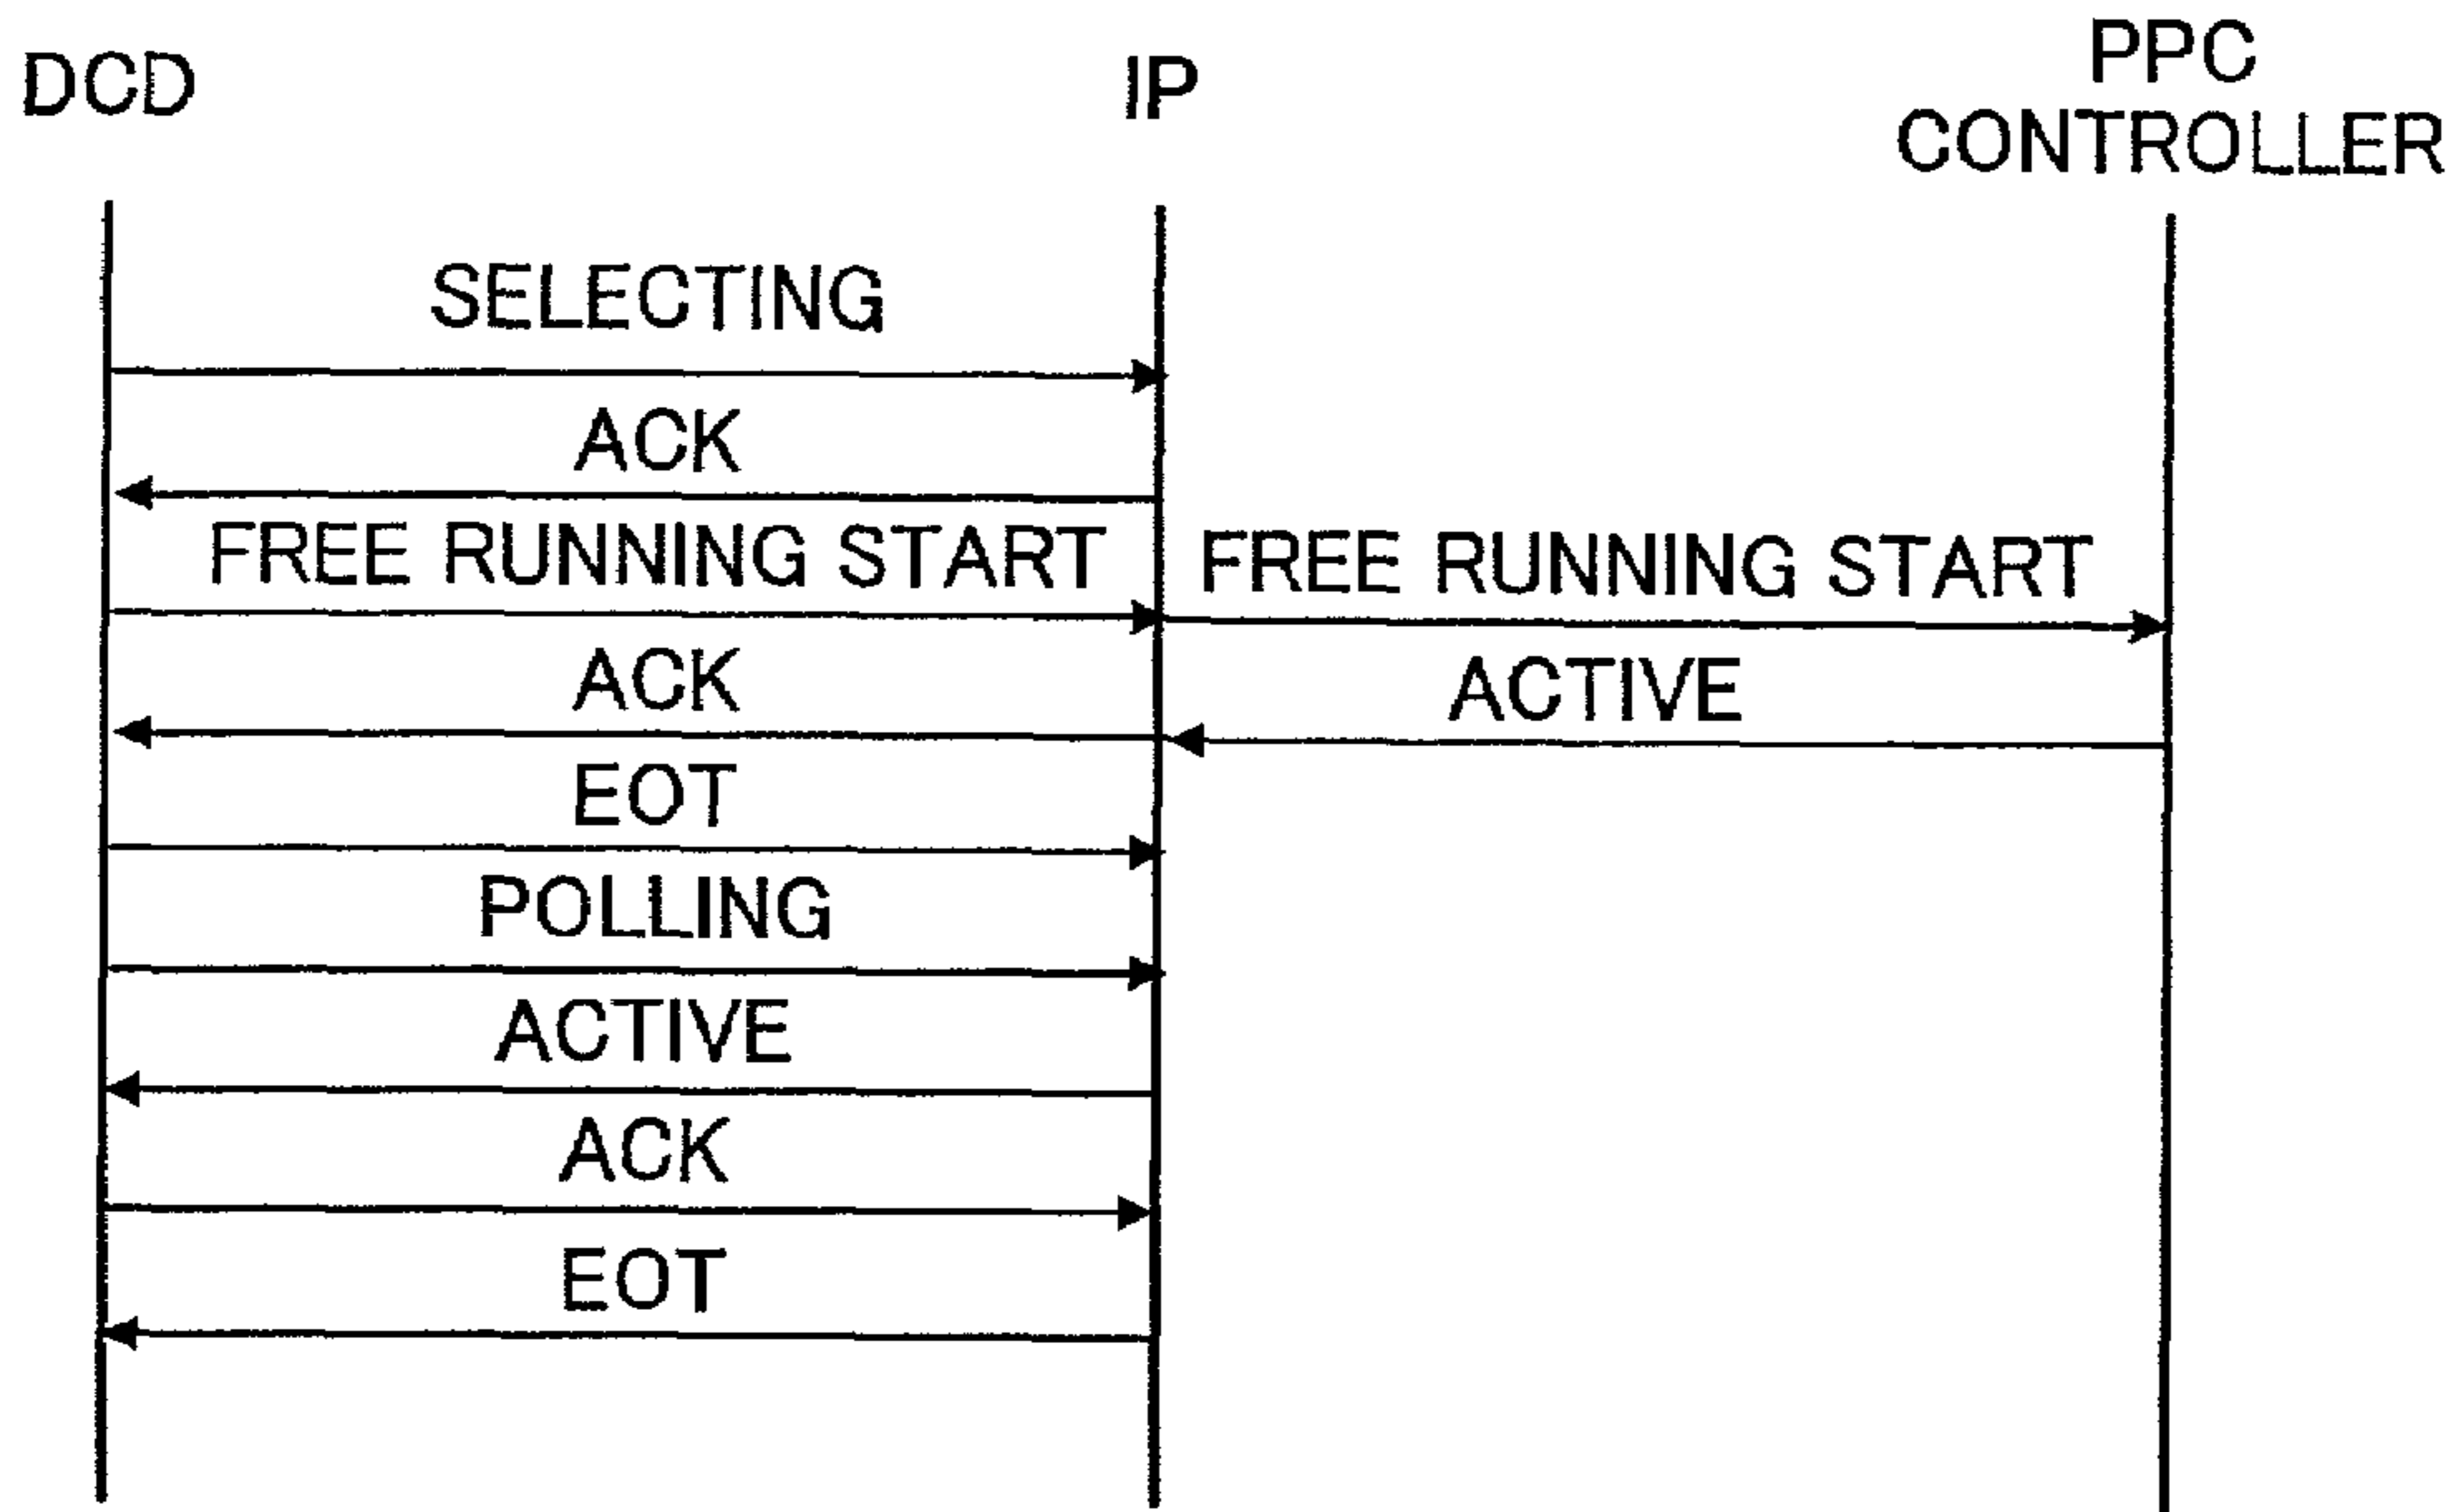 DCD
IP
PPC
CONTROLLER
SELECTING
ACK
FREE RUNNING START
FREE RUNNING START
ACK
ACTIVE
EOT
POLLING
ACTIVE
ACK
EOT